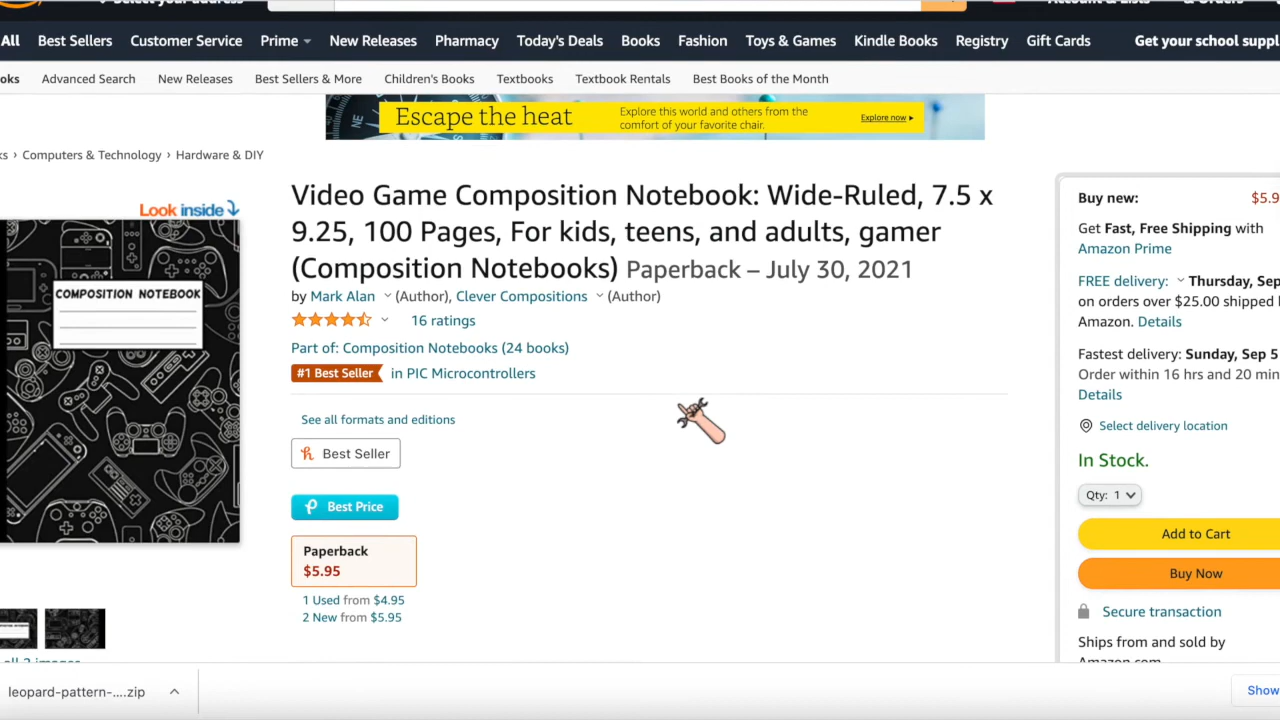 All Best Sellers Customer Service Prime New Releases Pharmacy Today's Deals Books Fashion Toys & Games Kindle Books Registry Gift Cards Get your school suppl
oks Advanced Search New Releases Best Sellers & More Children's Books Textbooks Textbook Rentals Best Books of the Month
Escape the heat
Explore this world and others from the
comfort of your favorite chair.
Explore now ▸
ks › Computers & Technology › Hardware & DIY
Look inside
COMPOSITION NOTEBOOK
Video Game Composition Notebook: Wide-Ruled, 7.5 x
9.25, 100 Pages, For kids, teens, and adults, gamer
(Composition Notebooks) Paperback – July 30, 2021
by Mark Alan (Author), Clever Compositions (Author)
16 ratings
Part of: Composition Notebooks (24 books)
#1 Best Seller in PIC Microcontrollers
See all formats and editions
Best Seller
Best Price
Paperback
$5.95
1 Used from $4.95
2 New from $5.95
Buy new: $5.9
Get Fast, Free Shipping with
Amazon Prime
FREE delivery: Thursday, Sep
on orders over $25.00 shipped
Amazon. Details
Fastest delivery: Sunday, Sep 5
Order within 16 hrs and 20 min
Details
Select delivery location
In Stock.
Qty: 1
Add to Cart
Buy Now
Secure transaction
Ships from and sold by
Amazon.com
leopard-pattern-....zip
Show